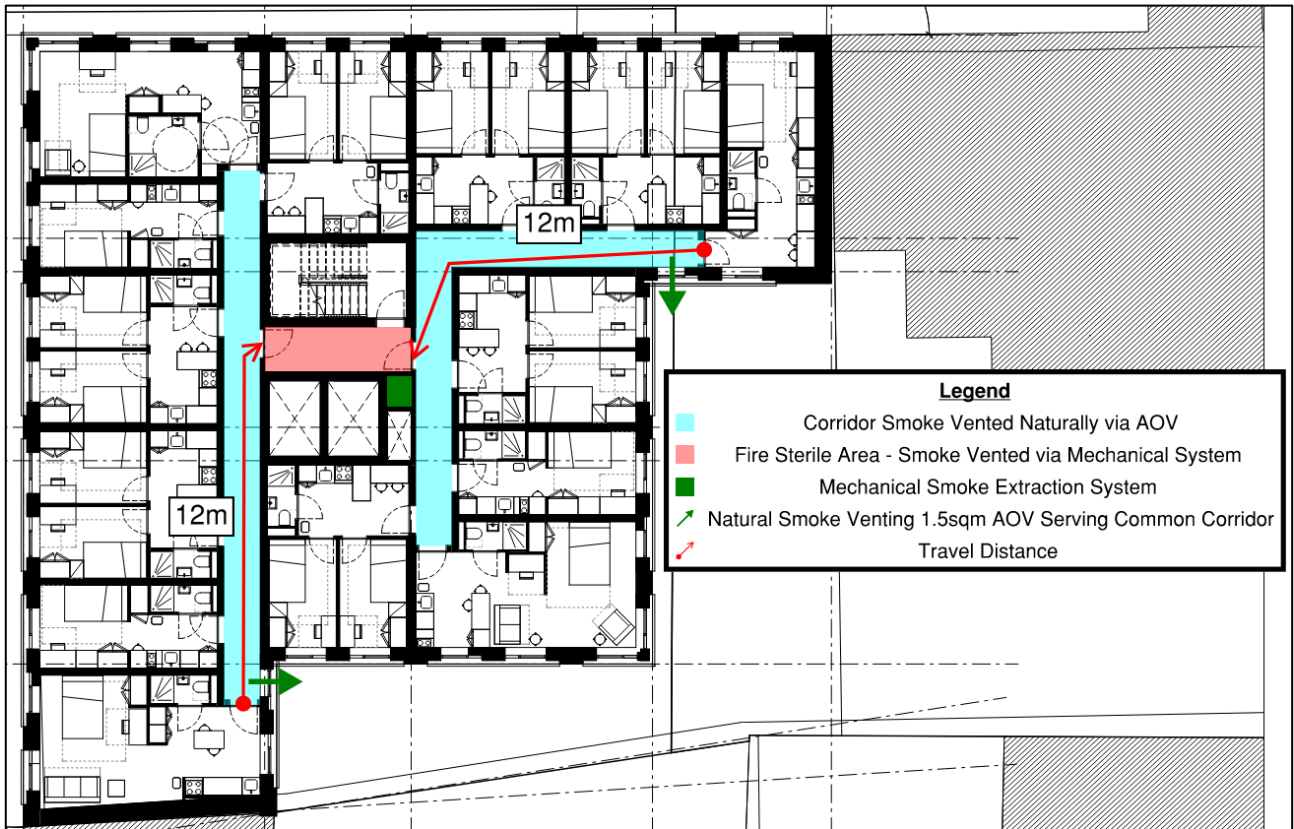 12m
12m
Legend
Corridor Smoke Vented Naturally via AOV
Fire Sterile Area - Smoke Vented via Mechanical System
Mechanical Smoke Extraction System
Natural Smoke Venting 1.5sqm AOV Serving Common Corridor
Travel Distance